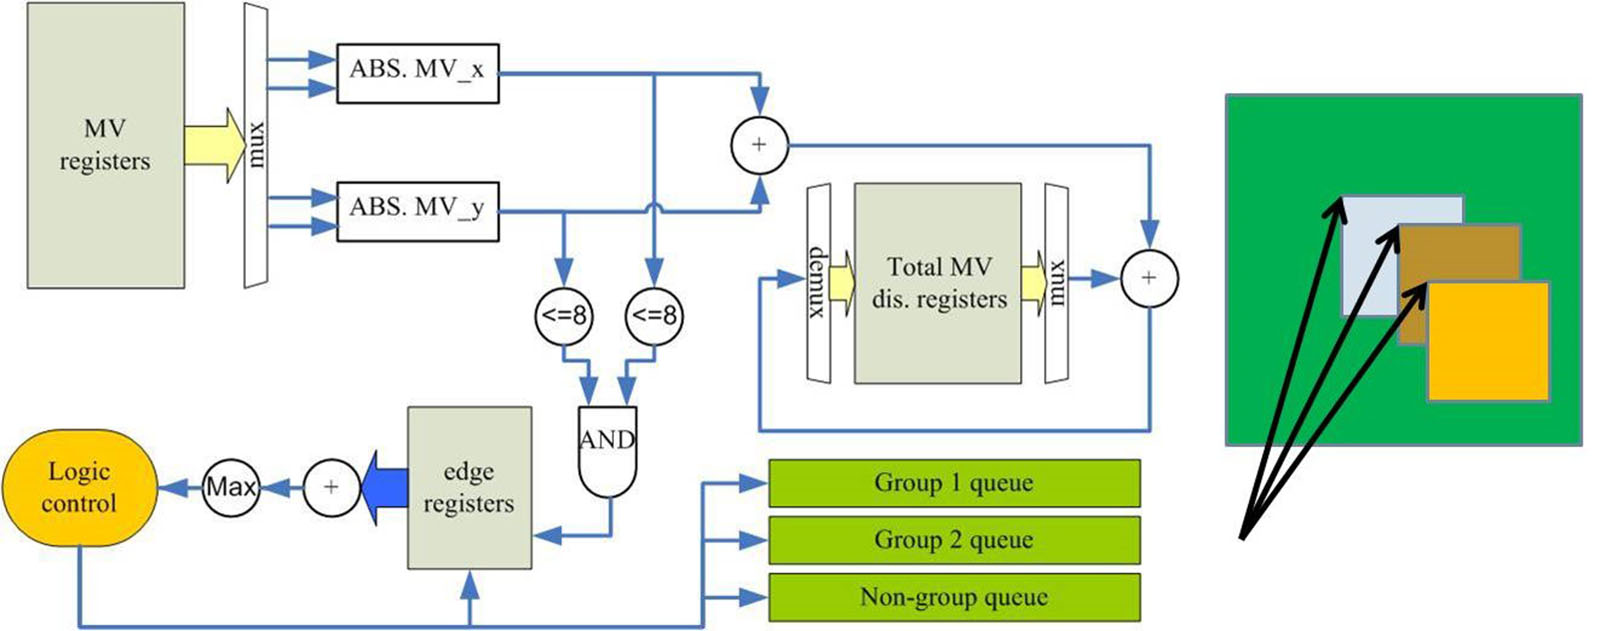 MV
registers
mux
ABS. MV_x
ABS. MV_y
+
<=8
<=8
AND
demux
Total MV
dis. registers
mux
+
Logic
control
Max
+
edge
registers
Group 1 queue
Group 2 queue
Non-group queue